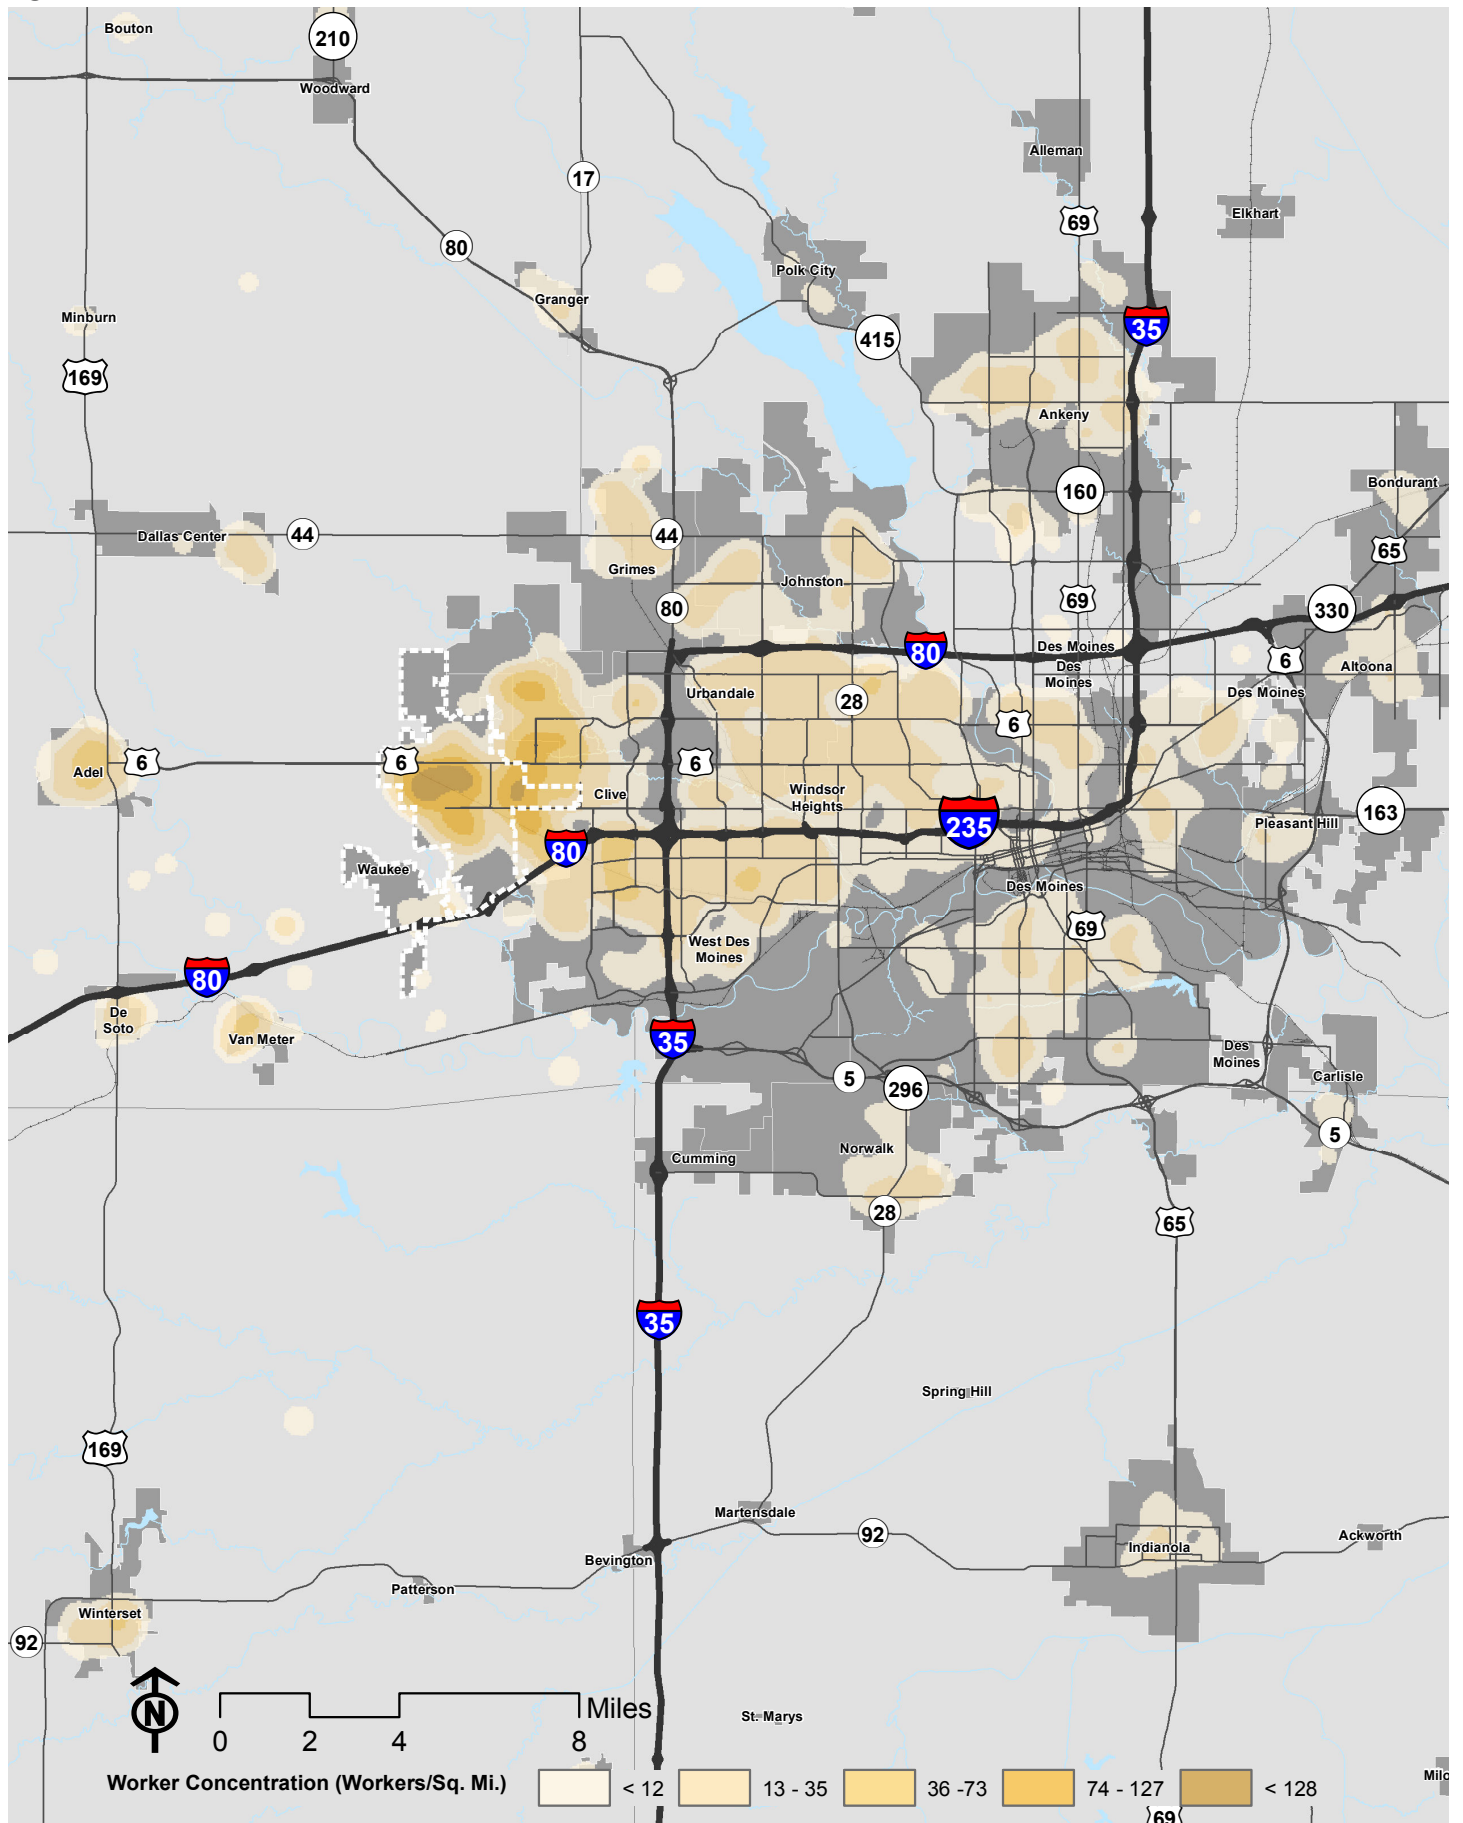 Bouton
210
Woodward
Alleman
17
Elkhart
69
80
Polk City
Granger
Minburn
35
415
169
Ankeny
Bondurant
160
Dallas Center
44
44
65
Grimes
Johnston
80
69
330
Des Moines
80
6
Altoona
Des
Moines
Des Moines
Urbandale
28
6
6
6
6
Adel
Clive
Windsor
Heights
163
235
Pleasant Hill
80
Waukee
Des Moines
69
West Des
Moines
80
De
Soto
Van Meter
35
Des
Moines
5
296
Carlisle
5
Norwalk
Cumming
28
65
35
Spring Hill
169
Martensdale
92
Ackworth
Indianola
Bevington
Patterson
Winterset
92
N
Miles
0 2 4 8
St. Marys
Milo
Worker Concentration (Workers/Sq. Mi.)
< 12 13 - 35 36 -73 74 - 127 < 128
69